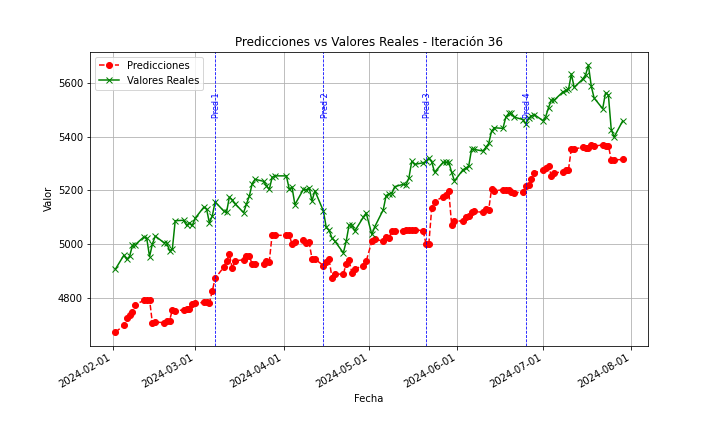 Predicciones vs Valores Reales - Iteración 36
Predicciones
Valores Reales
Pred 1
Pred 2
Pred 3
Pred 4
Valor
5600
5400
5200
5000
4800
2024-02-01
2024-03-01
2024-04-01
2024-05-01
2024-06-01
2024-07-01
2024-08-01
Fecha